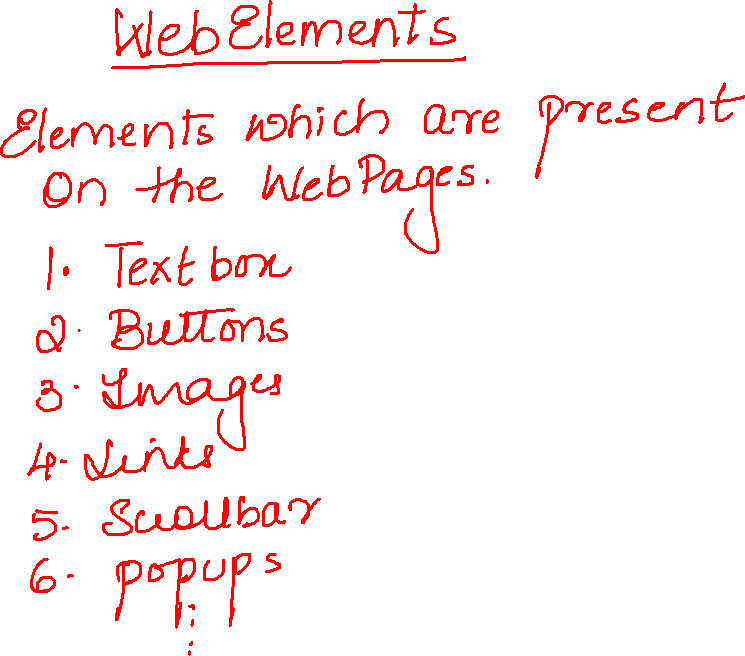 WebElements
Elements which are present
On the WebPages.
1. Textbox
2. Buttons
3. Images
4. Links
5. Scrollbar
6. Popups